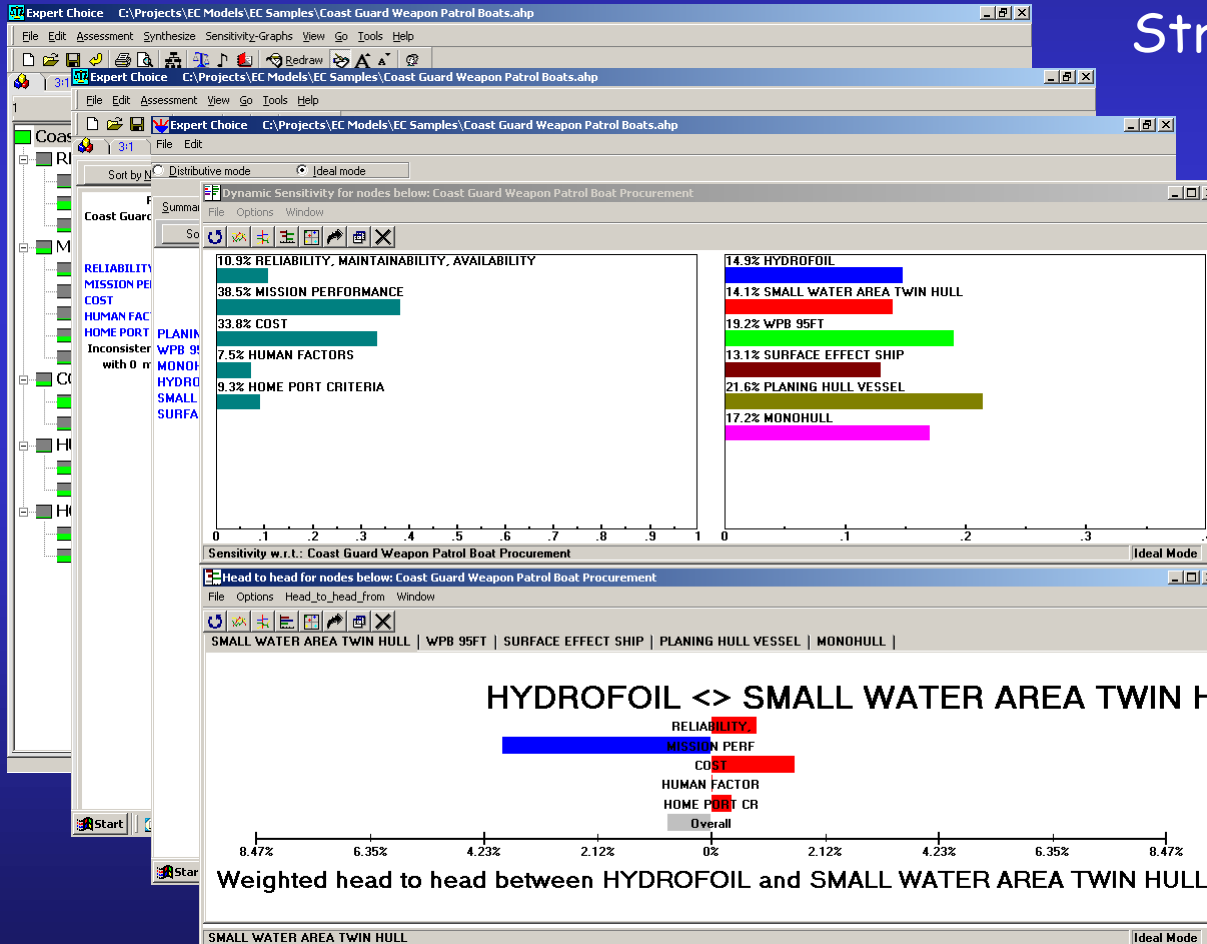 Str
Expert Choice C:\Projects\EC Models\EC Samples\Coast Guard Weapon Patrol Boats.ahp
File Edit Assessment Synthesize Sensitivity-Graphs View Go Tools Help
Redraw
3:1
1
Coas
RI
M
CO
HU
HO
Expert Choice C:\Projects\EC Models\EC Samples\Coast Guard Weapon Patrol Boats.ahp
File Edit Assessment View Go Tools Help
3:1
Sort by N
Coast Guard
RELIABILITY
MISSION PE
COST
HUMAN FAC
HOME PORT
Inconsisten
with 0 m
Start
Expert Choice C:\Projects\EC Models\EC Samples\Coast Guard Weapon Patrol Boats.ahp
File Edit
Distributive mode Ideal mode
Summar
So
PLANIN
WPB 95
MONOH
HYDRO
SMALL
SURFA
Star
Dynamic Sensitivity for nodes below: Coast Guard Weapon Patrol Boat Procurement
File Options Window
10.9% RELIABILITY, MAINTAINABILITY, AVAILABILITY
38.5% MISSION PERFORMANCE
33.8% COST
7.5% HUMAN FACTORS
9.3% HOME PORT CRITERIA
0 .1 .2 .3 .4 .5 .6 .7 .8 .9 1
14.9% HYDROFOIL
14.1% SMALL WATER AREA TWIN HULL
19.2% WPB 95FT
13.1% SURFACE EFFECT SHIP
21.6% PLANING HULL VESSEL
17.2% MONOHULL
0 .1 .2 .3 .4
Sensitivity w.r.t.: Coast Guard Weapon Patrol Boat Procurement Ideal Mode
Head to head for nodes below: Coast Guard Weapon Patrol Boat Procurement
File Options Head_to_head_from Window
SMALL WATER AREA TWIN HULL | WPB 95FT | SURFACE EFFECT SHIP | PLANING HULL VESSEL | MONOHULL |
HYDROFOIL <> SMALL WATER AREA TWIN H
RELIABILITY,
MISSION PERF
COST
HUMAN FACTOR
HOME PORT CR
Overall
8.47% 6.35% 4.23% 2.12% 0% 2.12% 4.23% 6.35% 8.47%
Weighted head to head between HYDROFOIL and SMALL WATER AREA TWIN HULL
SMALL WATER AREA TWIN HULL Ideal Mode